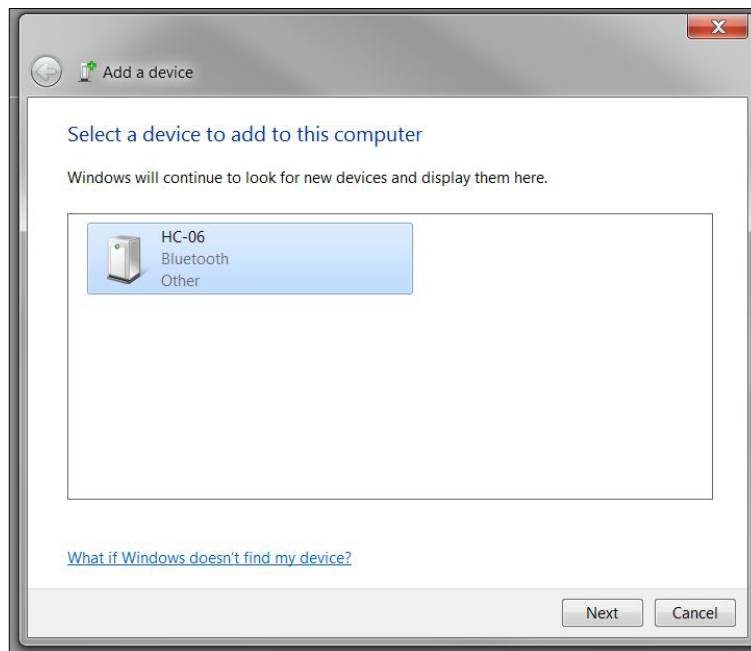 Add a device
Select a device to add to this computer
Windows will continue to look for new devices and display them here.
HC-06
Bluetooth
Other
What if Windows doesn't find my device?
Next
Cancel